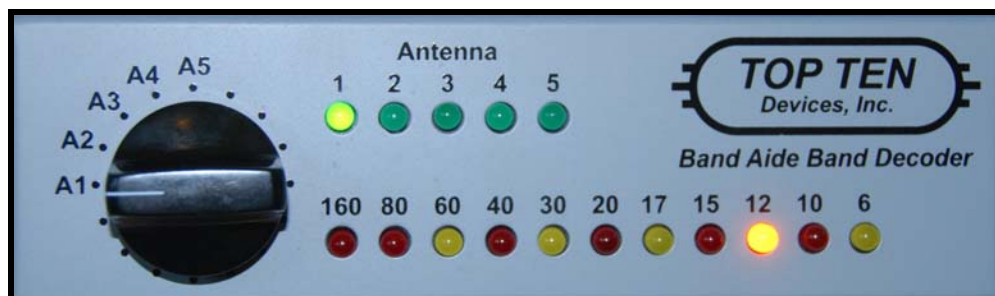 A1
A2
A3
A4
A5
Antenna
1 2 3 4 5
TOP TEN
Devices, Inc.
Band Aide Band Decoder
160 80 60 40 30 20 17 15 12 10 6